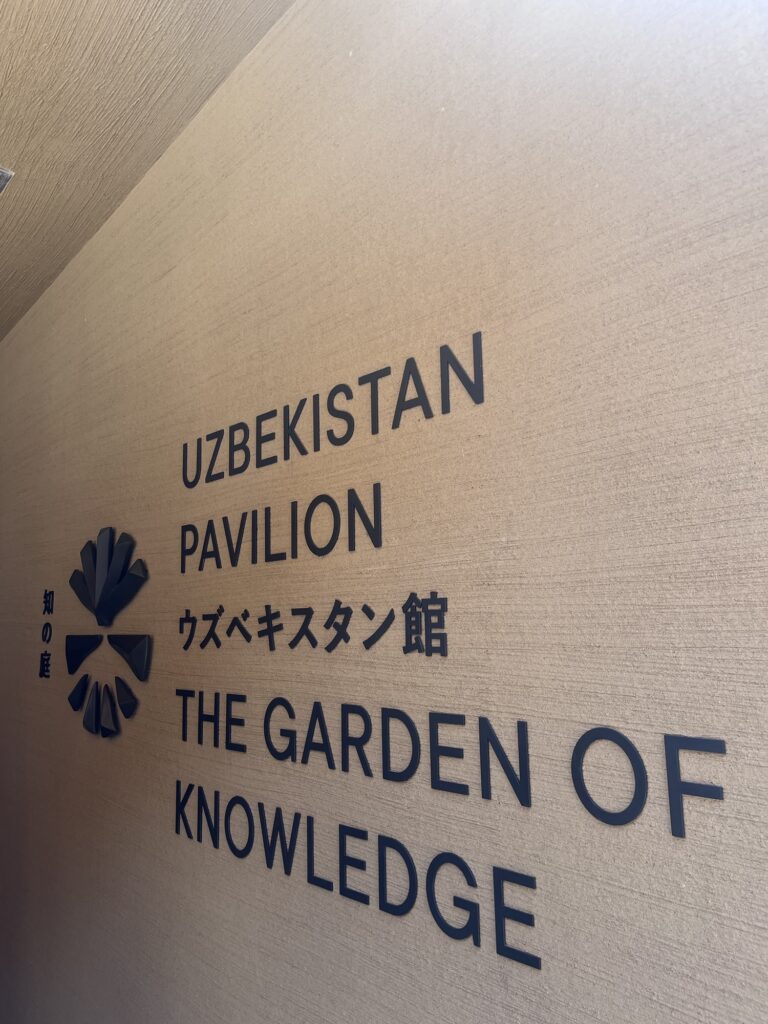 UZBEKISTAN
PAVILION
ウズベキスタン館
THE GARDEN OF
KNOWLEDGE
知の庭